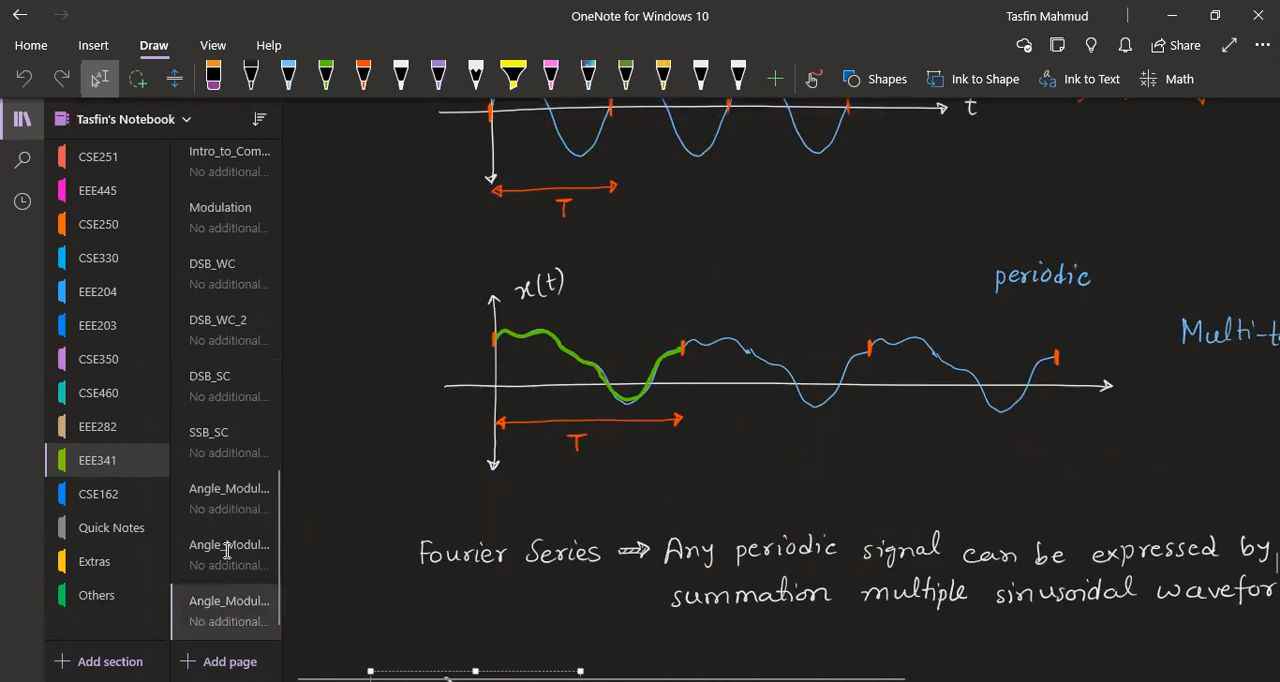 OneNote for Windows 10
Tasfin Mahmud
Home
Insert
Draw
View
Help
Share
Shapes
Ink to Shape
Ink to Text
Math
Tasfin's Notebook
CSE251
EEE445
CSE250
CSE330
EEE204
EEE203
CSE350
CSE460
EEE282
EEE341
CSE162
Quick Notes
Extras
Others
Add section
Intro_to_Com...
No additional...
Modulation
No additional...
DSB_WC
No additional...
DSB_WC_2
No additional...
DSB_SC
No additional...
SSB_SC
No additional...
Angle_Modul...
No additional...
Angle_Modul...
No additional...
Angle_Modul...
No additional...
Add page
t
T
x(t)
periodic
Multi-t
T
Fourier Series ⇒ Any periodic signal can be expressed by
summation multiple sinusoidal wavefor